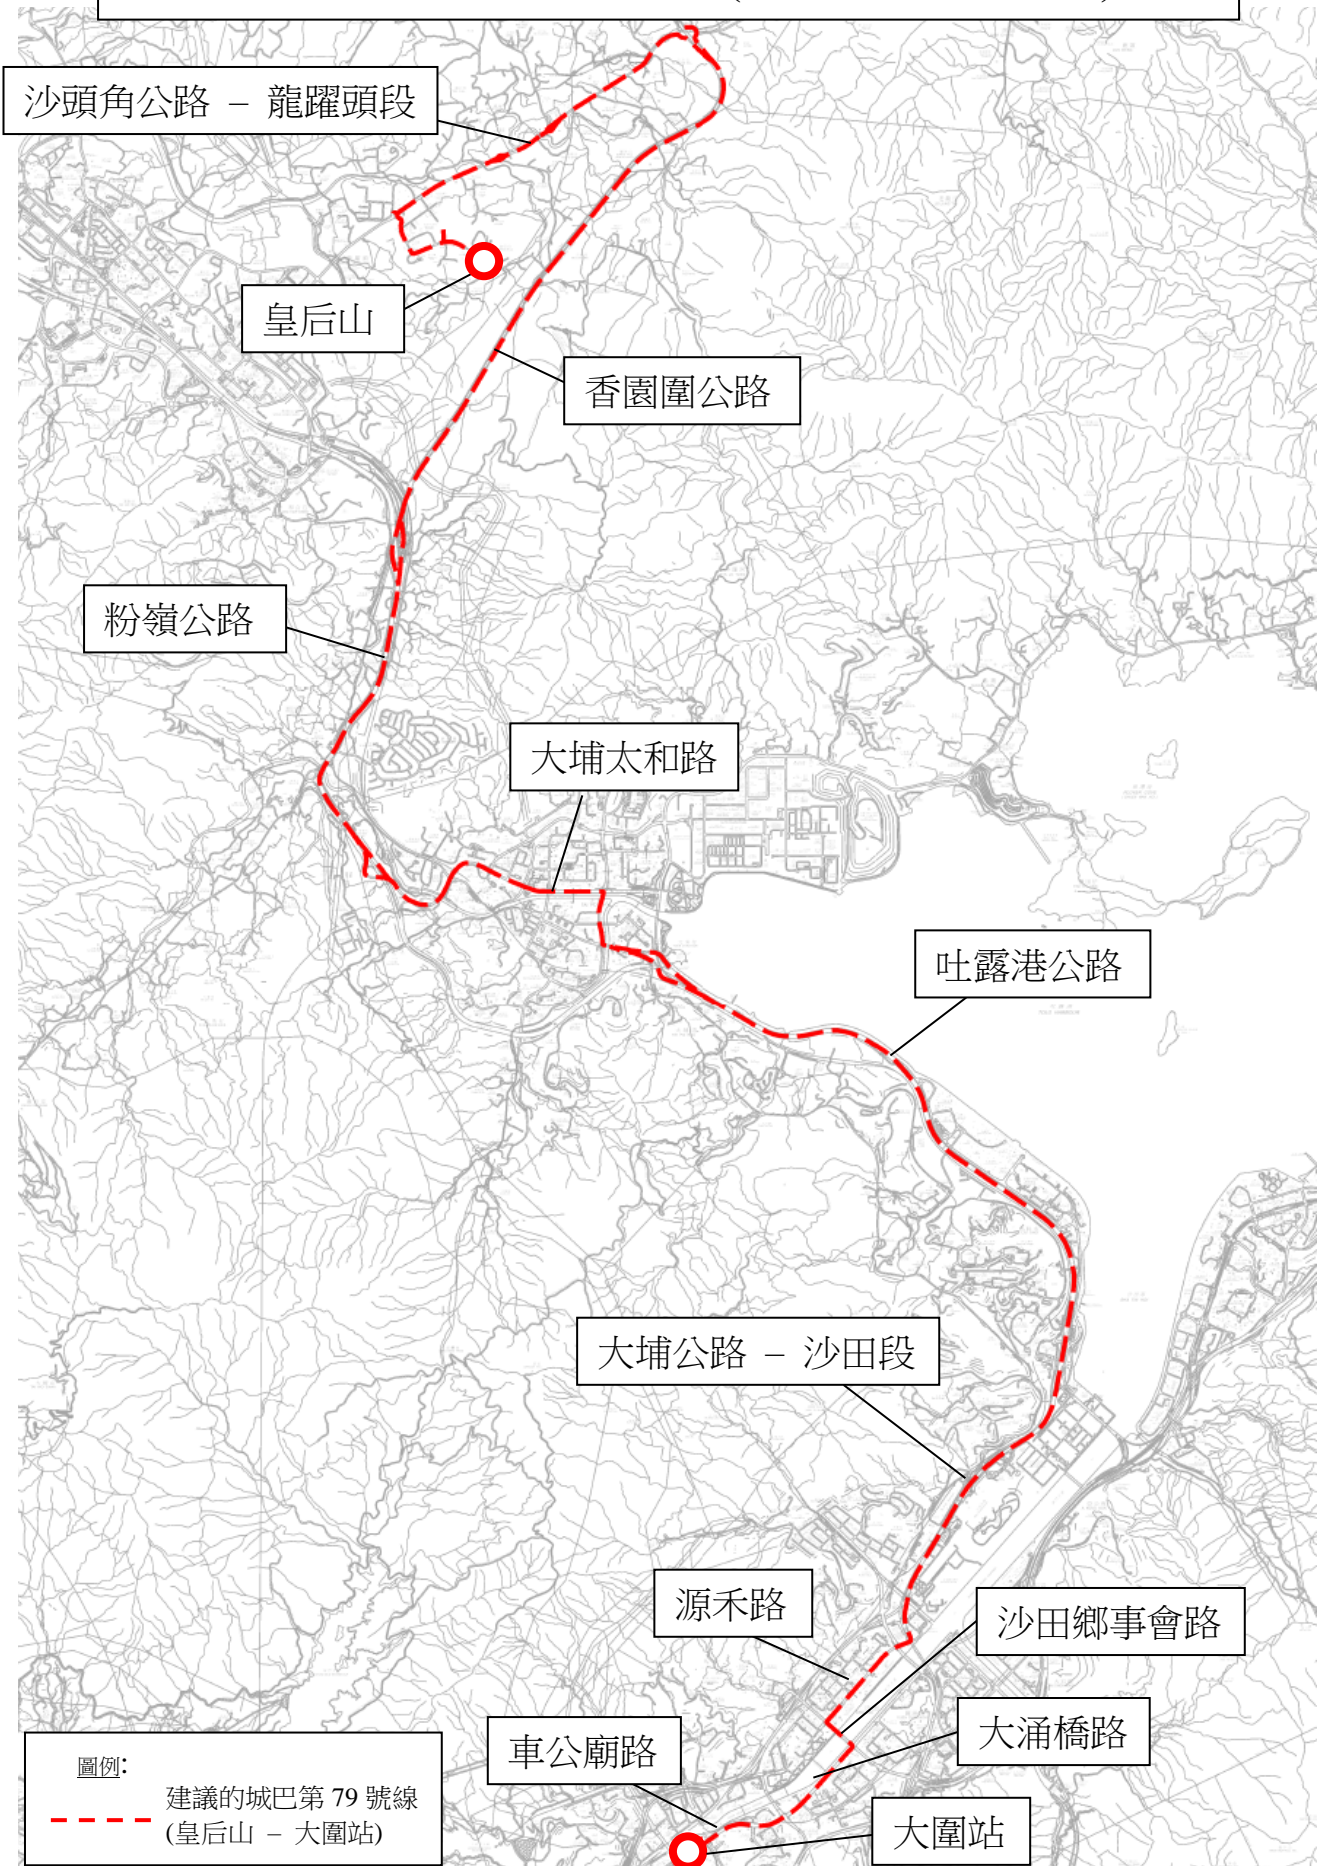 沙頭角公路 – 龍躍頭段
皇后山
香園圍公路
粉嶺公路
大埔太和路
吐露港公路
大埔公路 – 沙田段
源禾路
沙田鄉事會路
大涌橋路
車公廟路
大圍站
圖例:
建議的城巴第 79 號線
(皇后山 – 大圍站)